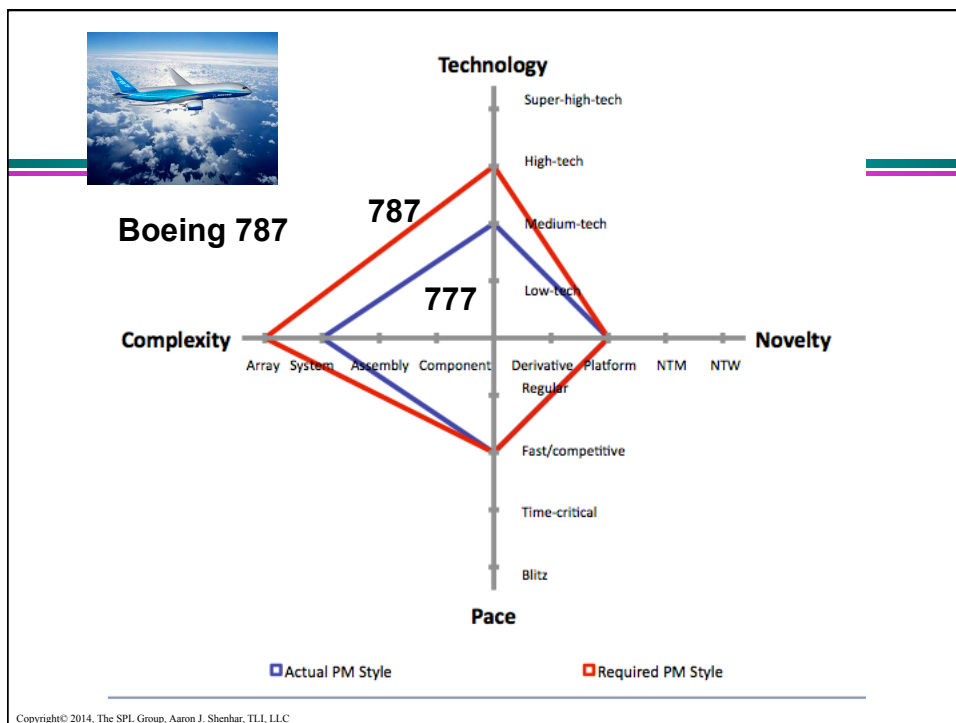 Technology
Super-high-tech
High-tech
787
Boeing 787
Medium-tech
777
Low-tech
Complexity
Novelty
Array System Assembly Component Derivative Platform NTM NTW
Regular
Fast/competitive
Time-critical
Blitz
Pace
Actual PM Style Required PM Style
Copyright© 2014, The SPL Group, Aaron J. Shenhar, TLI, LLC